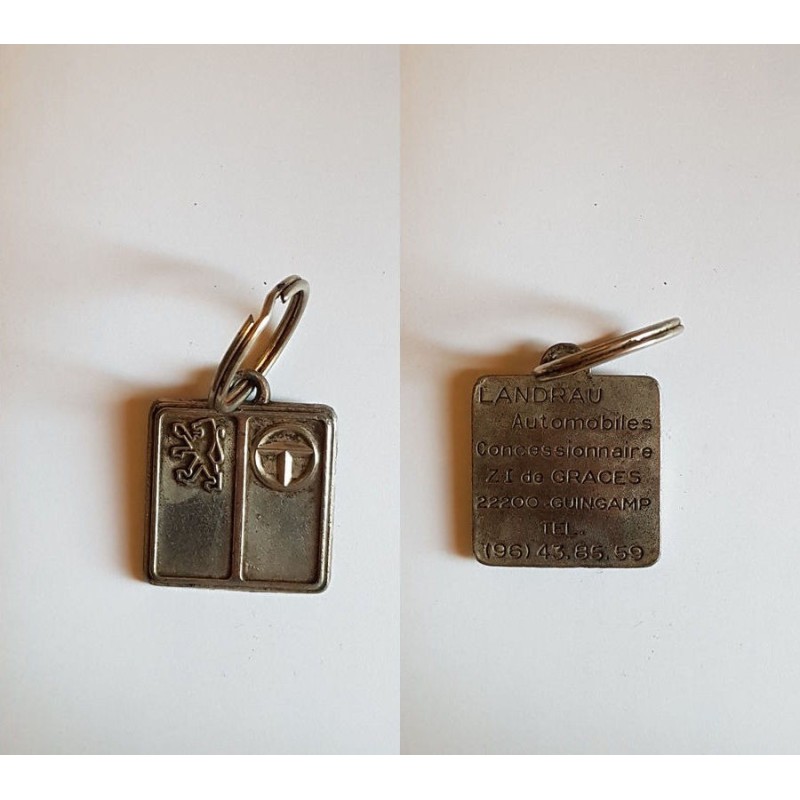 LANDRAU
Automobiles
Concessionnaire
Z.I de GRACES
22200.GUINGAMP
TEL.
(96) 43.85.59